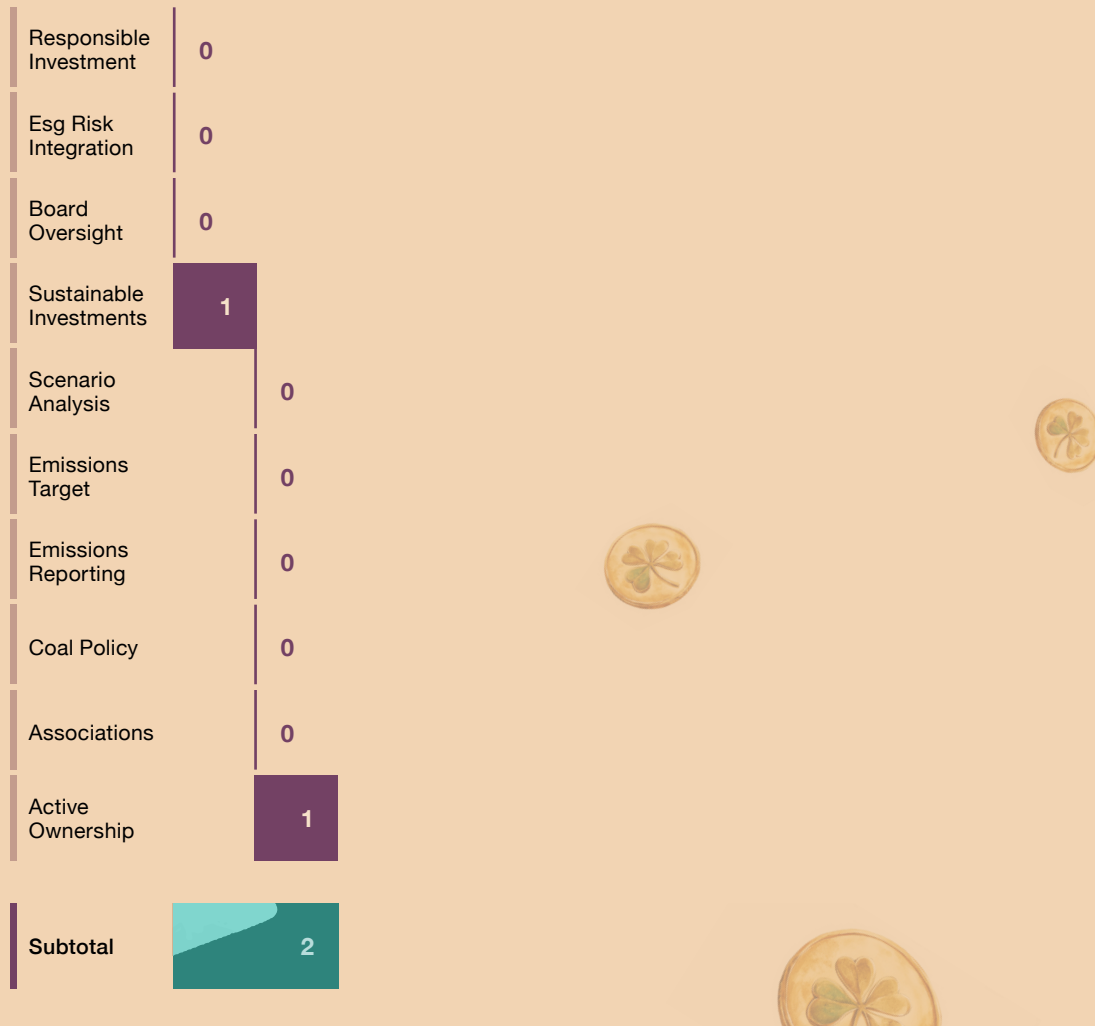 Responsible
Investment
0
Esg Risk
Integration
0
Board
Oversight
0
Sustainable
Investments
1
Scenario
Analysis
0
Emissions
Target
0
Emissions
Reporting
0
Coal Policy
0
Associations
0
Active
Ownership
1
Subtotal
2